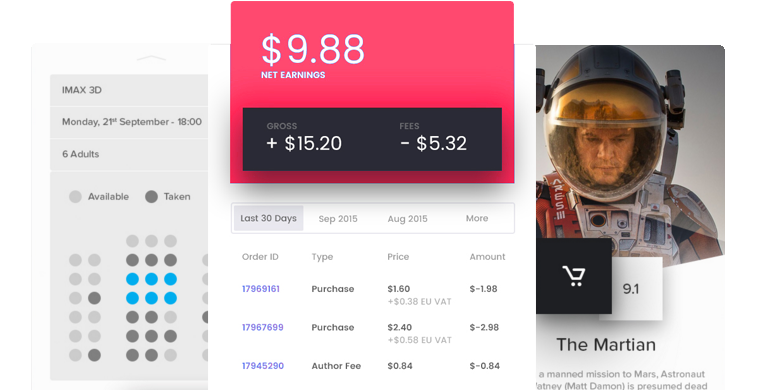 IMAX 3D
Monday, 21st September - 18:00
6 Adults
Available Taken
$9.88
NET EARNINGS
GROSS FEES
+ $15.20 - $5.32
Last 30 Days Sep 2015 Aug 2015 More
Order ID Type Price Amount
17969161 Purchase $1.60 $-1.98
+$0.38 EU VAT
17967699 Purchase $2.40 $-2.98
+$0.58 EU VAT
17945290 Author Fee $0.84 $-0.84
ARES
9.1
The Martian
a manned mission to Mars, Astronaut
Watney (Matt Damon) is presumed dead